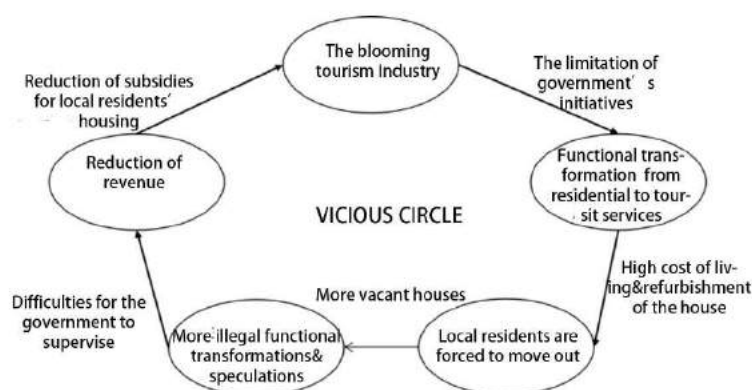 The blooming
tourism Industry
The limitation of
government's
initiatives
Functional trans-
formation from
residential to tour-
sit services
High cost of liv-
ing&refurbishment
of the house
Local residents are
forced to move out
More vacant houses
More illegal functional
transformations&
speculations
Difficulties for the
government to
supervise
Reduction of
revenue
Reduction of subsidies
for local residents'
housing
VICIOUS CIRCLE